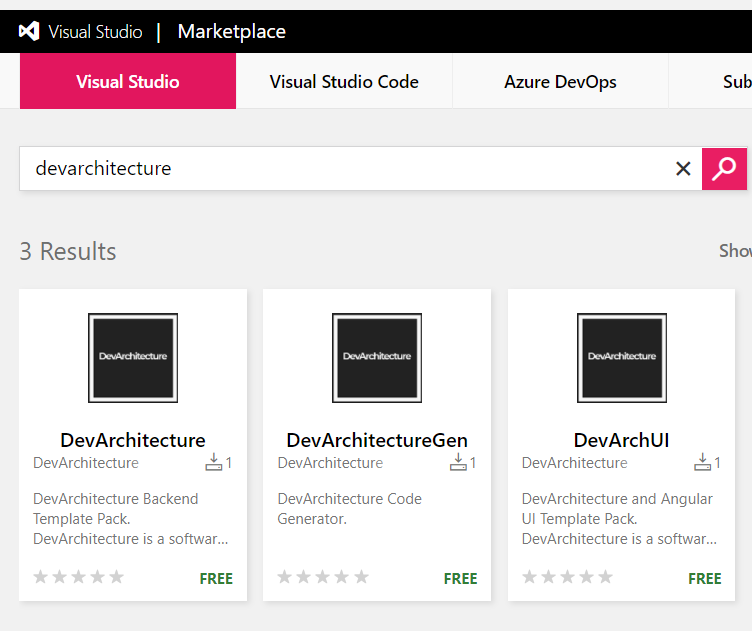 Visual Studio | Marketplace
Visual Studio Visual Studio Code Azure DevOps Sub
devarchitecture
3 Results Show
DevArchitecture
DevArchitecture
DevArchitecture 1
DevArchitecture Backend
Template Pack.
DevArchitecture is a softwar...
FREE
DevArchitecture
DevArchitectureGen
DevArchitecture 1
DevArchitecture Code
Generator.
FREE
DevArchitecture
DevArchUI
DevArchitecture 1
DevArchitecture and Angular
UI Template Pack.
DevArchitecture is a softwar...
FREE